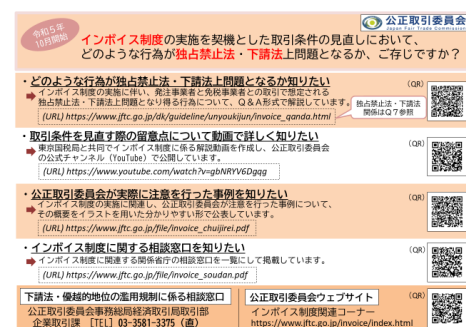 令和5年
10月開始
公正取引委員会
Japan Fair Trade Commission
インボイス制度の実施を契機とした取引条件の見直しにおいて、
どのような行為が独占禁止法・下請法上問題となるか、ご存じですか？
・どのような行為が独占禁止法・下請法上問題となるか知りたい
(QR)
➡インボイス制度の実施に伴い、発注事業者と免税事業者との取引で想定される
独占禁止法・下請法上問題となり得る行為について、Ｑ＆Ａ形式で解説しています。
独占禁止法・下請法
関係はＱ７参照
(URL) https://www.jftc.go.jp/dk/guideline/unyoukijun/invoice_qanda.html
・取引条件を見直す際の留意点について動画で詳しく知りたい
(QR)
➡東京国税局と共同でインボイス制度に係る解説動画を作成し、公正取引委員会
の公式チャンネル（YouTube）で公開しています。
(URL) https://www.youtube.com/watch?v=gbNRYV6Dgqg
・公正取引委員会が実際に注意を行った事例を知りたい
(QR)
➡インボイス制度の実施に関連し、公正取引委員会が注意を行った事例について、
その概要をイラストを用いた分かりやすい形で公表しています。
(URL) https://www.jftc.go.jp/file/invoice_chuijirei.pdf
・インボイス制度に関する相談窓口を知りたい
(QR)
➡インボイス制度に関連する関係省庁の相談窓口を一覧にして掲載しています。
(URL) https://www.jftc.go.jp/file/invoice_soudan.pdf
下請法・優越的地位の濫用規制に係る相談窓口
公正取引委員会事務総局経済取引局取引部
企業取引課 [TEL] 03-3581-3375（直）
公正取引委員会ウェブサイト
(QR)
インボイス制度関連コーナー
https://www.jftc.go.jp/invoice/index.html